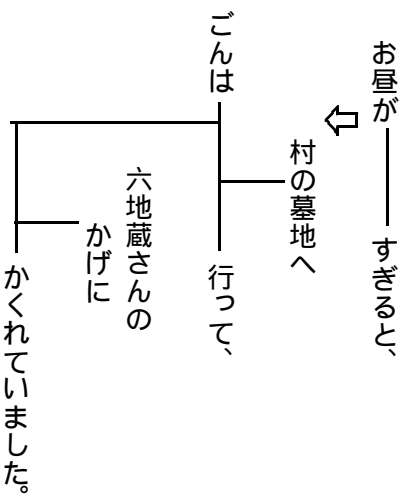 お昼が
すぎると、
村の墓地へ
ごんは
行って、
六地蔵さんの
かげに
かくれていました。